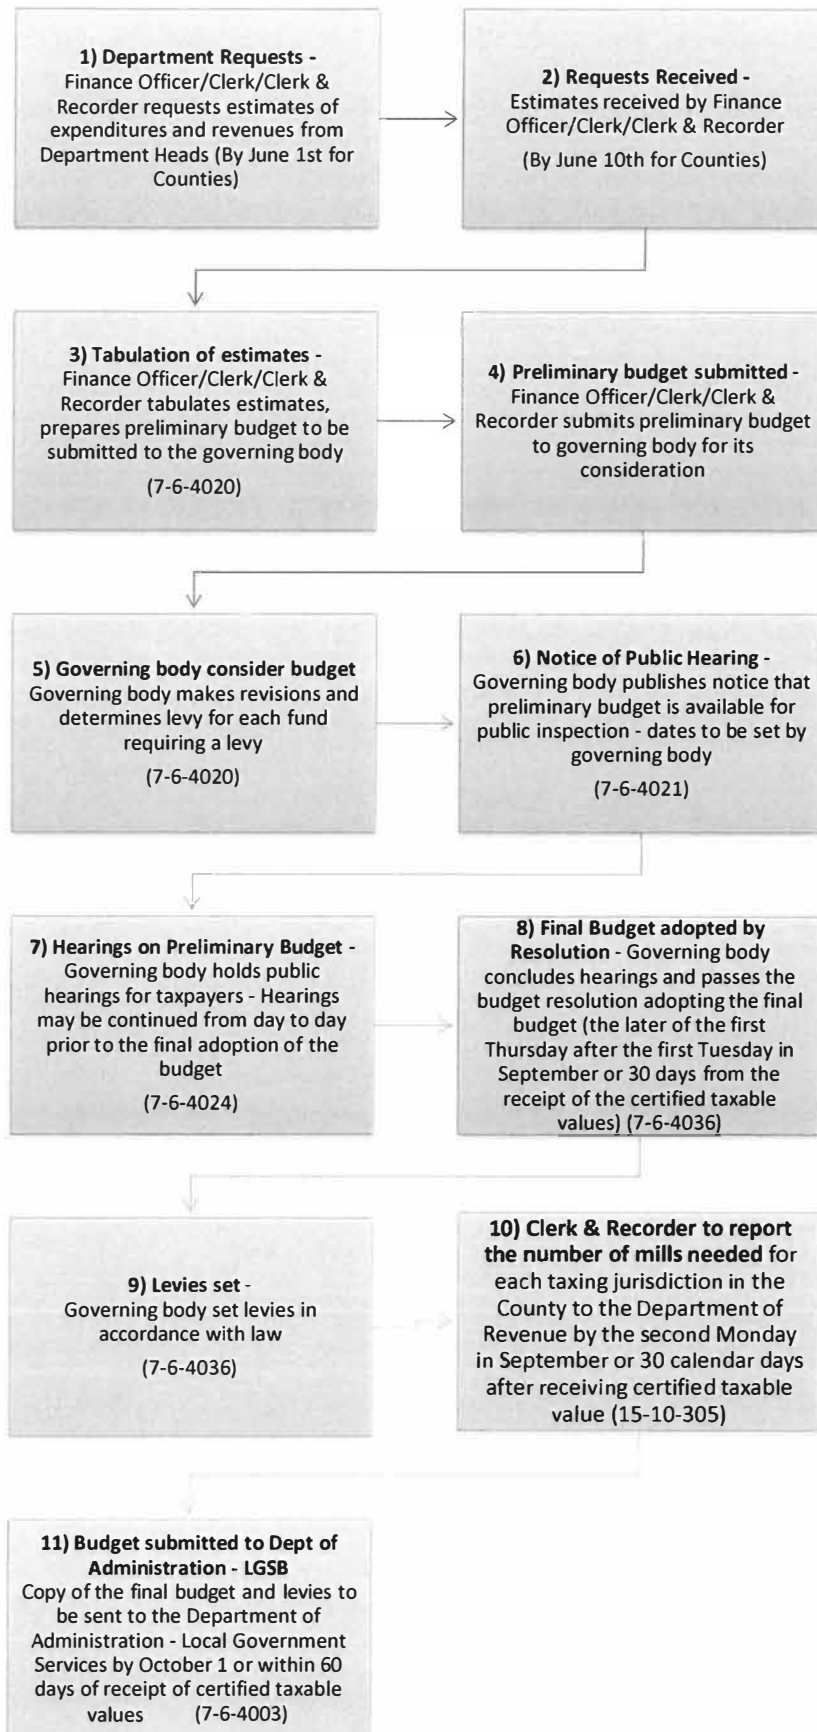 1) Department Requests -
Finance Officer/Clerk/Clerk &
Recorder requests estimates of
expenditures and revenues from
Department Heads (By June 1st for
Counties)
2) Requests Received -
Estimates received by Finance
Officer/Clerk/Clerk & Recorder
(By June 10th for Counties)
3) Tabulation of estimates -
Finance Officer/Clerk/Clerk &
Recorder tabulates estimates,
prepares preliminary budget to be
submitted to the governing body
(7-6-4020)
4) Preliminary budget submitted -
Finance Officer/Clerk/Clerk &
Recorder submits preliminary budget
to governing body for its
consideration
5) Governing body consider budget
Governing body makes revisions and
determines levy for each fund
requiring a levy
(7-6-4020)
6) Notice of Public Hearing -
Governing body publishes notice that
preliminary budget is available for
public inspection - dates to be set by
governing body
(7-6-4021)
7) Hearings on Preliminary Budget -
Governing body holds public
hearings for taxpayers - Hearings
may be continued from day to day
prior to the final adoption of the
budget
(7-6-4024)
8) Final Budget adopted by
Resolution - Governing body
concludes hearings and passes the
budget resolution adopting the final
budget (the later of the first
Thursday after the first Tuesday in
September or 30 days from the
receipt of the certified taxable
values) (7-6-4036)
9) Levies set -
Governing body set levies in
accordance with law
(7-6-4036)
10) Clerk & Recorder to report
the number of mills needed for
each taxing jurisdiction in the
County to the Department of
Revenue by the second Monday
in September or 30 calendar days
after receiving certified taxable
value (15-10-305)
11) Budget submitted to Dept of
Administration - LGSB
Copy of the final budget and levies to
be sent to the Department of
Administration - Local Government
Services by October 1 or within 60
days of receipt of certified taxable
values (7-6-4003)